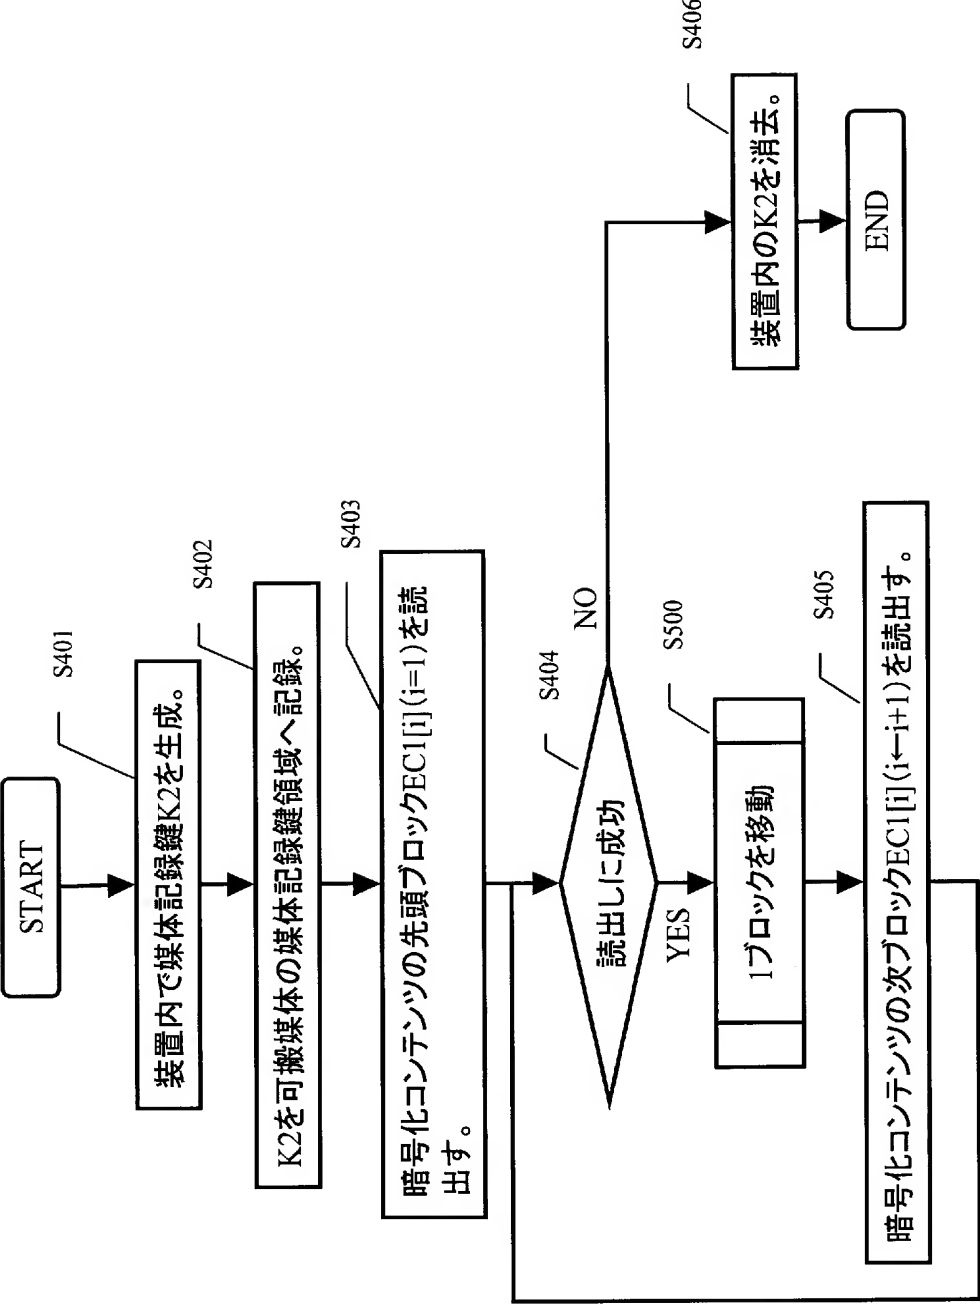 START
S401
装置内で媒体記録鍵K2を生成。
S402
K2を可搬媒体の媒体記録鍵領域へ記録。
S403
暗号化コンテンツの先頭ブロックEC1[i](i=1)を読
出す。
S404
読出しに成功
NO
YES
S500
1ブロックを移動
S405
暗号化コンテンツの次ブロックEC1[i](i←i+1)を読出す。
S406
装置内のK2を消去。
END